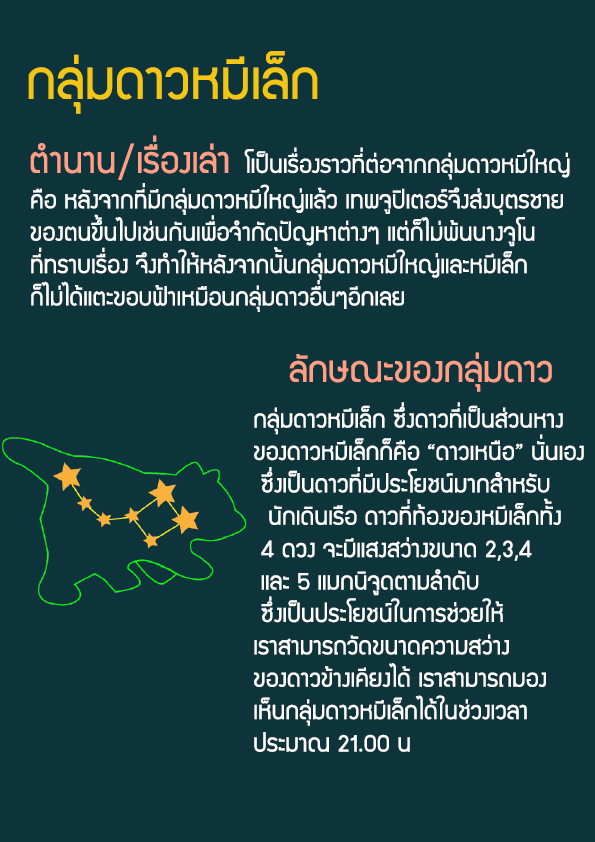 กลุ่มดาวหมีเล็ก
ตำนาน/เรื่องเล่า โเป็นเรื่องราวที่ต่อจากกลุ่มดาวหมีใหญ่
คือ หลังจากที่มีกลุ่มดาวหมีใหญ่แล้ว เทพจูปิเตอร์จึงส่งบุตรชาย
ของตนขึ้นไปเช่นกันเพื่อจำกัดปัญหาต่างๆ แต่ก็ไม่พ้นนางจูโน
ที่ทราบเรื่อง จึงทำให้หลังจากนั้นกลุ่มดาวหมีใหญ่และหมีเล็ก
ก็ไม่ได้แตะขอบฟ้าเหมือนกลุ่มดาวอื่นๆอีกเลย
ลักษณะของกลุ่มดาว
กลุ่มดาวหมีเล็ก ซึ่งดาวที่เป็นส่วนหาง
ของดาวหมีเล็กก็คือ “ดาวเหนือ” นั่นเอง
ซึ่งเป็นดาวที่มีประโยชน์มากสำหรับ
นักเดินเรือ ดาวที่ท้องของหมีเล็กทั้ง
4 ดวง จะมีแสงสว่างขนาด 2,3,4
และ 5 แมกนิจูดตามลำดับ
ซึ่งเป็นประโยชน์ในการช่วยให้
เราสามารถวัดขนาดความสว่าง
ของดาวข้างเคียงได้ เราสามารถมอง
เห็นกลุ่มดาวหมีเล็กได้ในช่วงเวลา
ประมาณ 21.00 น